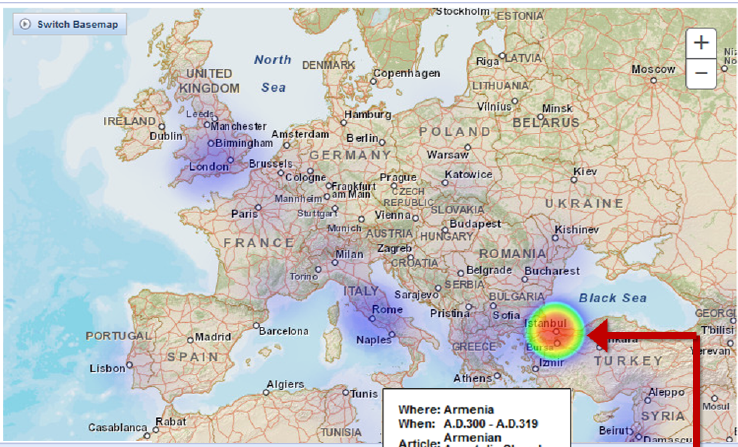 Switch Basemap
Stockholm
ESTONIA
North
Sea
DENMARK
Riga
LATVIA
Moscow
Copenhagen
UNITED
KINGDOM
LITHUANIA
Vilnius
Minsk
BELARUS
IRELAND
Dublin
Leeds
Manchester
Birmingham
London
Amsterdam
Hamburg
Berlin
POLAND
Warsaw
Brussels
GERMANY
Cologne
Frankfurt
am Main
Prague
CZECH
REPUBLIC
Katowice
Kiev
UKRAINE
Mannheim
Stuttgart
Paris
Munich
Vienna
SLOVAKIA
AUSTRIA
HUNGARY
Budapest
Kishinev
FRANCE
Milan
Zagreb
CROATIA
ROMANIA
Torino
Belgrade
Bucharest
SERBIA
ITALY
Sarajevo
BULGARIA
Black Sea
Rome
Pristina
Sofia
Istanbul
Naples
Bursa
PORTUGAL
Madrid
Barcelona
SPAIN
Lisbon
GREECE
Izmir
TURKEY
Tbilisi
Athens
Algiers
Tunis
Aleppo
Mosul
SYRIA
Casablanca
Rabat
TUNISIA
Beirut
Damascu
Where: Armenia
When: A.D.300 - A.D.319
Article: Armenian